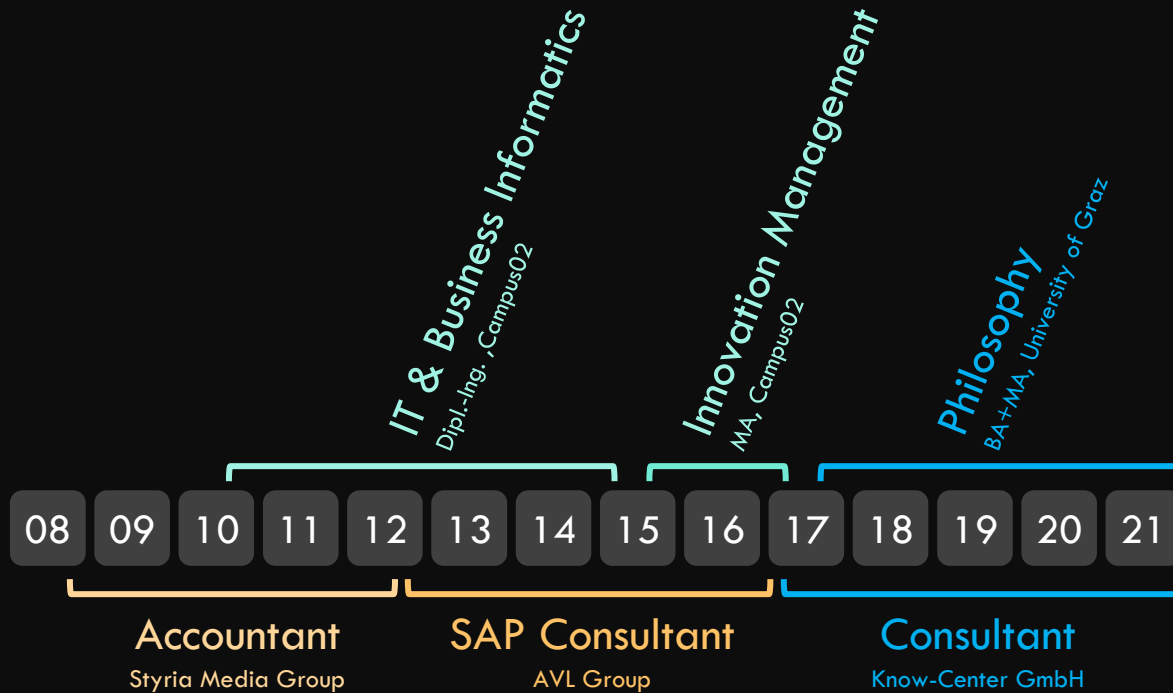 IT & Business Informatics
Dipl.-Ing. ,Campus02
Innovation Management
MA, Campus02
Philosophy
BA+MA, University of Graz
08 09 10 11 12 13 14 15 16 17 18 19 20 21
Accountant
Styria Media Group
SAP Consultant
AVL Group
Consultant
Know-Center GmbH